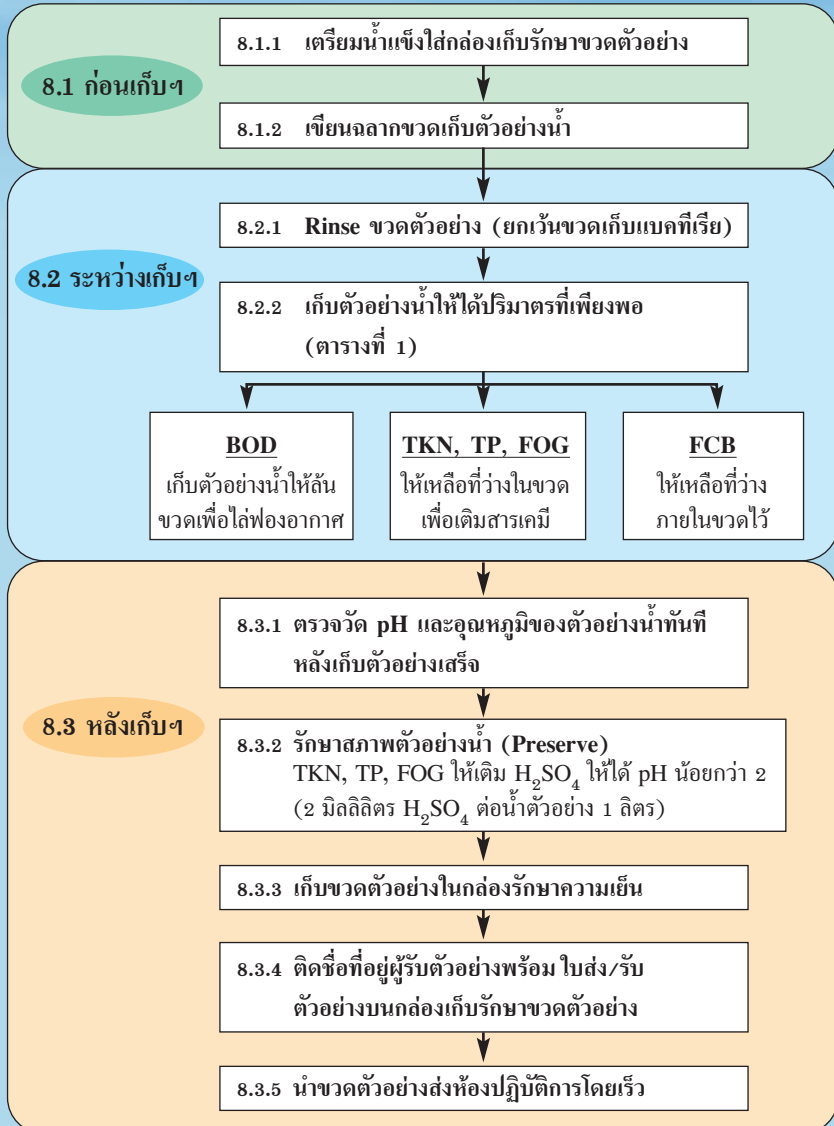 8.1 ก่อนเก็บฯ
8.1.1 เตรียมน้ำแข็งใส่กล่องเก็บรักษาขวดตัวอย่าง
8.1.2 เขียนฉลากขวดเก็บตัวอย่างน้ำ
8.2 ระหว่างเก็บฯ
8.2.1 Rinse ขวดตัวอย่าง (ยกเว้นขวดเก็บแบคทีเรีย)
8.2.2 เก็บตัวอย่างน้ำให้ได้ปริมาตรที่เพียงพอ
(ตารางที่ 1)
BOD
เก็บตัวอย่างน้ำให้ล้น
ขวดเพื่อไล่ฟองอากาศ
TKN, TP, FOG
ให้เหลือที่ว่างในขวด
เพื่อเติมสารเคมี
FCB
ให้เหลือที่ว่าง
ภายในขวดไว้
8.3 หลังเก็บฯ
8.3.1 ตรวจวัด pH และอุณหภูมิของตัวอย่างน้ำทันที
หลังเก็บตัวอย่างเสร็จ
8.3.2 รักษาสภาพตัวอย่างน้ำ (Preserve)
TKN, TP, FOG ให้เติม H₂SO₄ ให้ได้ pH น้อยกว่า 2
(2 มิลลิลิตร H₂SO₄ ต่อน้ำตัวอย่าง 1 ลิตร)
8.3.3 เก็บขวดตัวอย่างในกล่องรักษาความเย็น
8.3.4 ติดชื่อที่อยู่ผู้รับตัวอย่างพร้อม ใบส่ง/รับ
ตัวอย่างบนกล่องเก็บรักษาขวดตัวอย่าง
8.3.5 นำขวดตัวอย่างส่งห้องปฏิบัติการโดยเร็ว